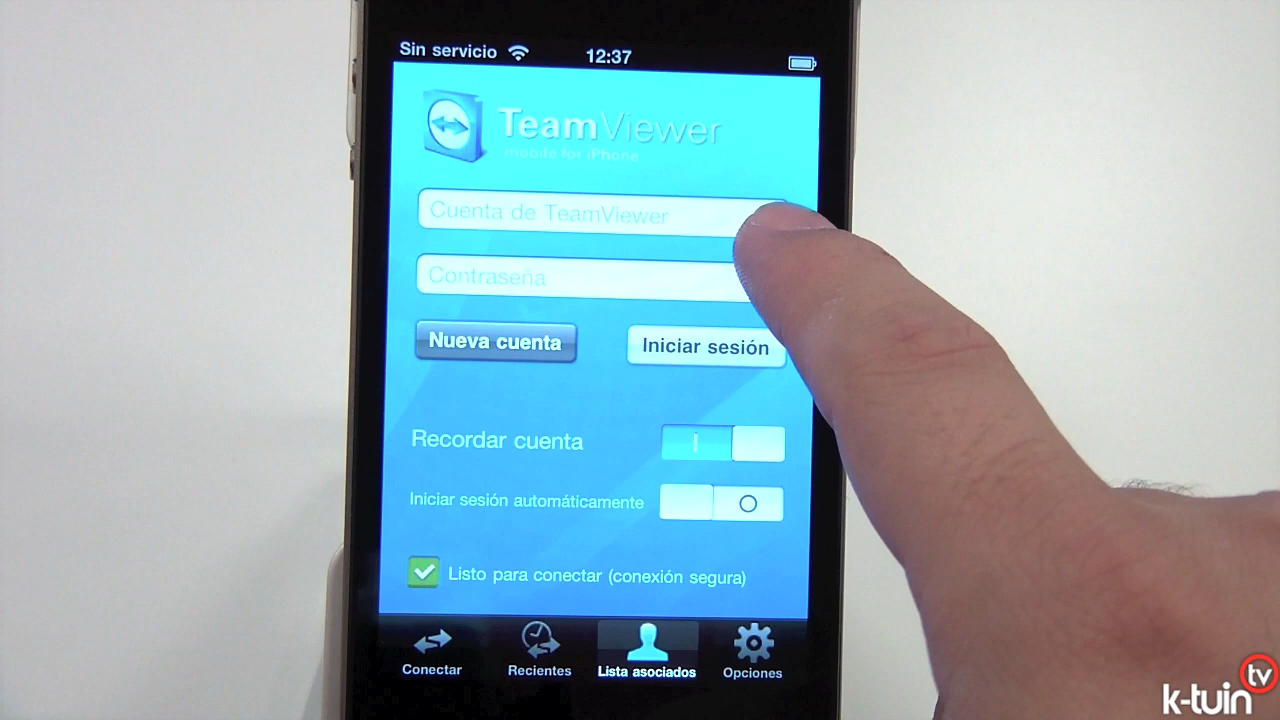 Sin servicio 12:37
TeamViewer
mobile for iPhone
Cuenta de TeamViewer
Contraseña
Nueva cuenta Iniciar sesión
Recordar cuenta
Iniciar sesión automáticamente
Listo para conectar (conexión segura)
Conectar Recientes Lista asociados Opciones
k-tuin tv